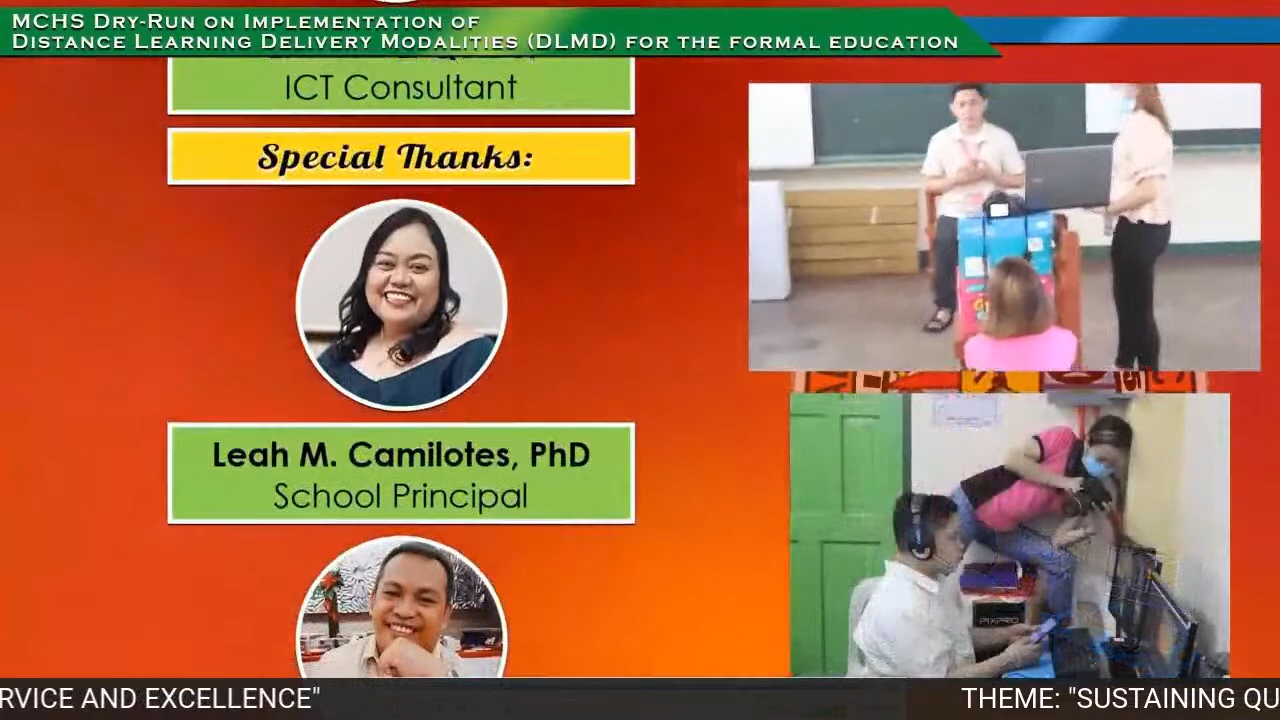 MCHS Dry-Run on Implementation of
Distance Learning Delivery Modalities (DLMD) for the formal education
ICT Consultant
Special Thanks:
Leah M. Camilotes, PhD
School Principal
PIXPRO
RVICE AND EXCELLENCE"
THEME: "SUSTAINING QU